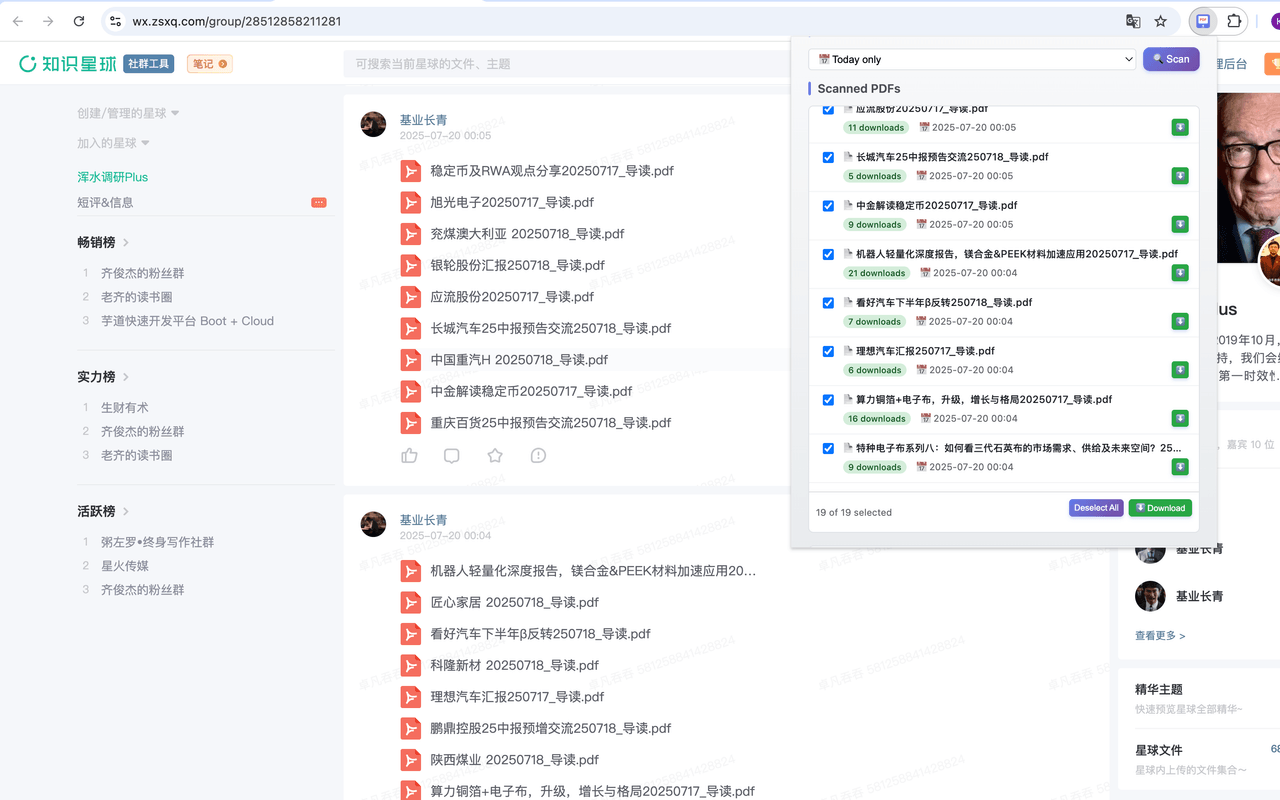 wx.zsxq.com/group/28512858211281
知识星球
社群工具
笔记
可搜索当前星球的文件、主题
理后台
创建/管理的星球
加入的星球
浑水调研Plus
短评&信息
畅销榜
1 齐俊杰的粉丝群
2 老齐的读书圈
3 芋道快速开发平台 Boot + Cloud
实力榜
1 生财有术
2 齐俊杰的粉丝群
3 老齐的读书圈
活跃榜
1 粥左罗•终身写作社群
2 星火传媒
3 齐俊杰的粉丝群
基业长青
2025-07-20 00:05
稳定币及RWA观点分享20250717_导读.pdf
旭光电子20250717_导读.pdf
兖煤澳大利亚 20250718_导读.pdf
银轮股份汇报250718_导读.pdf
应流股份20250717_导读.pdf
长城汽车25中报预告交流250718_导读.pdf
中国重汽H 20250718_导读.pdf
中金解读稳定币20250717_导读.pdf
重庆百货25中报预告交流250718_导读.pdf
基业长青
2025-07-20 00:04
机器人轻量化深度报告，镁合金&PEEK材料加速应用20...
匠心家居 20250718_导读.pdf
看好汽车下半年β反转250718_导读.pdf
科隆新材 20250718_导读.pdf
理想汽车汇报250717_导读.pdf
鹏鼎控股25中报预增交流250718_导读.pdf
陕西煤业 20250718_导读.pdf
算力铜箔+电子布，升级，增长与格局20250717_导读.pdf
Today only
Scan
Scanned PDFs
应流股份20250717_导读.pdf
11 downloads 2025-07-20 00:05
长城汽车25中报预告交流250718_导读.pdf
5 downloads 2025-07-20 00:05
中金解读稳定币20250717_导读.pdf
9 downloads 2025-07-20 00:05
机器人轻量化深度报告，镁合金&PEEK材料加速应用20250717_导读.pdf
21 downloads 2025-07-20 00:04
看好汽车下半年β反转250718_导读.pdf
7 downloads 2025-07-20 00:04
理想汽车汇报250717_导读.pdf
6 downloads 2025-07-20 00:04
算力铜箔+电子布，升级，增长与格局20250717_导读.pdf
16 downloads 2025-07-20 00:04
特种电子布系列八：如何看三代石英布的市场需求、供给及未来空间？25...
9 downloads 2025-07-20 00:04
19 of 19 selected
Deselect All
Download
lus
2019年10月，
持，我们会
第一时效
嘉宾 10 位
基业长青
基业长青
查看更多 >
精华主题
快速预览星球全部精华~
星球文件
68
星球内上传的文件集合～